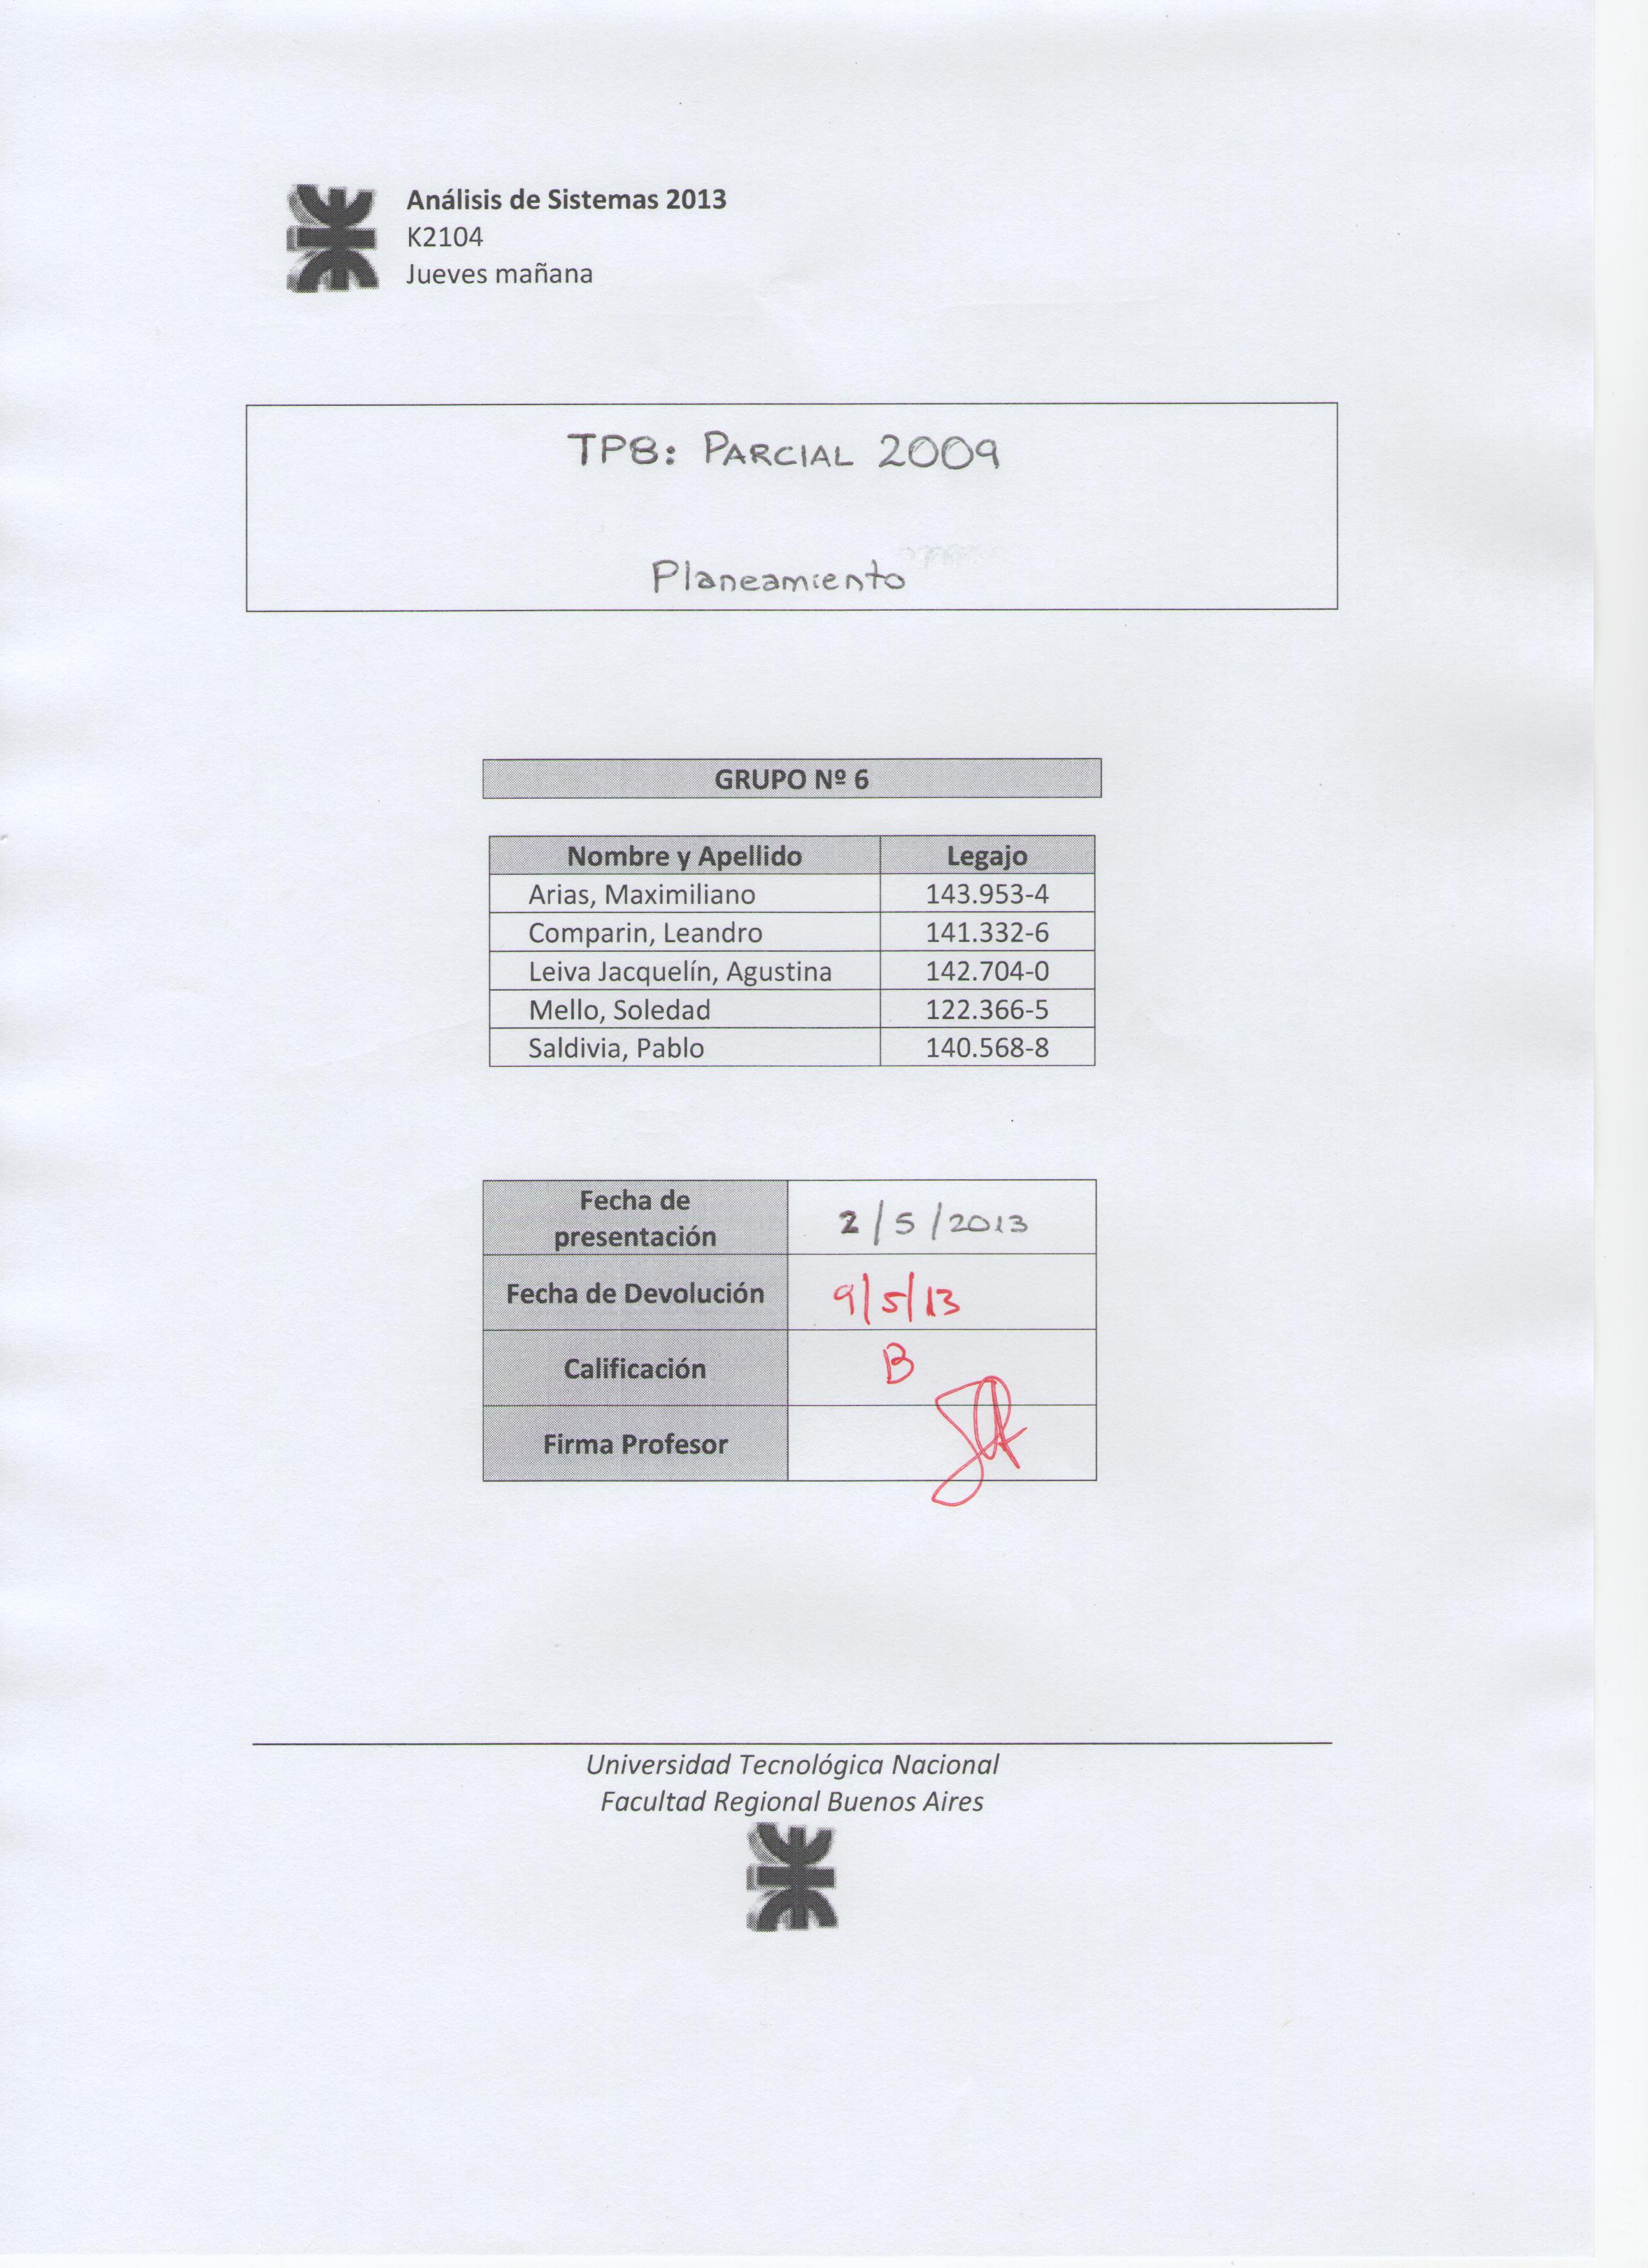 Análisis de Sistemas 2013
K2104
Jueves mañana
TP8: PARCIAL 2009
Planeamiento
GRUPO Nº 6
Nombre y Apellido Legajo
Arias, Maximiliano 143.953-4
Comparin, Leandro 141.332-6
Leiva Jacquelín, Agustina 142.704-0
Mello, Soledad 122.366-5
Saldivia, Pablo 140.568-8
Fecha de
presentación 2/5/2013
Fecha de Devolución 9/5/13
Calificación B
Firma Profesor
Universidad Tecnológica Nacional
Facultad Regional Buenos Aires